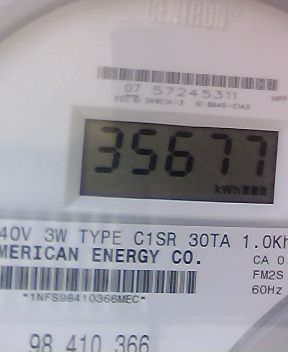 CENTRON
07 57245311
35677
kWh
40V 3W TYPE C1SR 30TA 1.0Kh
MERICAN ENERGY CO.
CA 0
FM2S
*1NFS98410366MEC*
60Hz
98 410 366